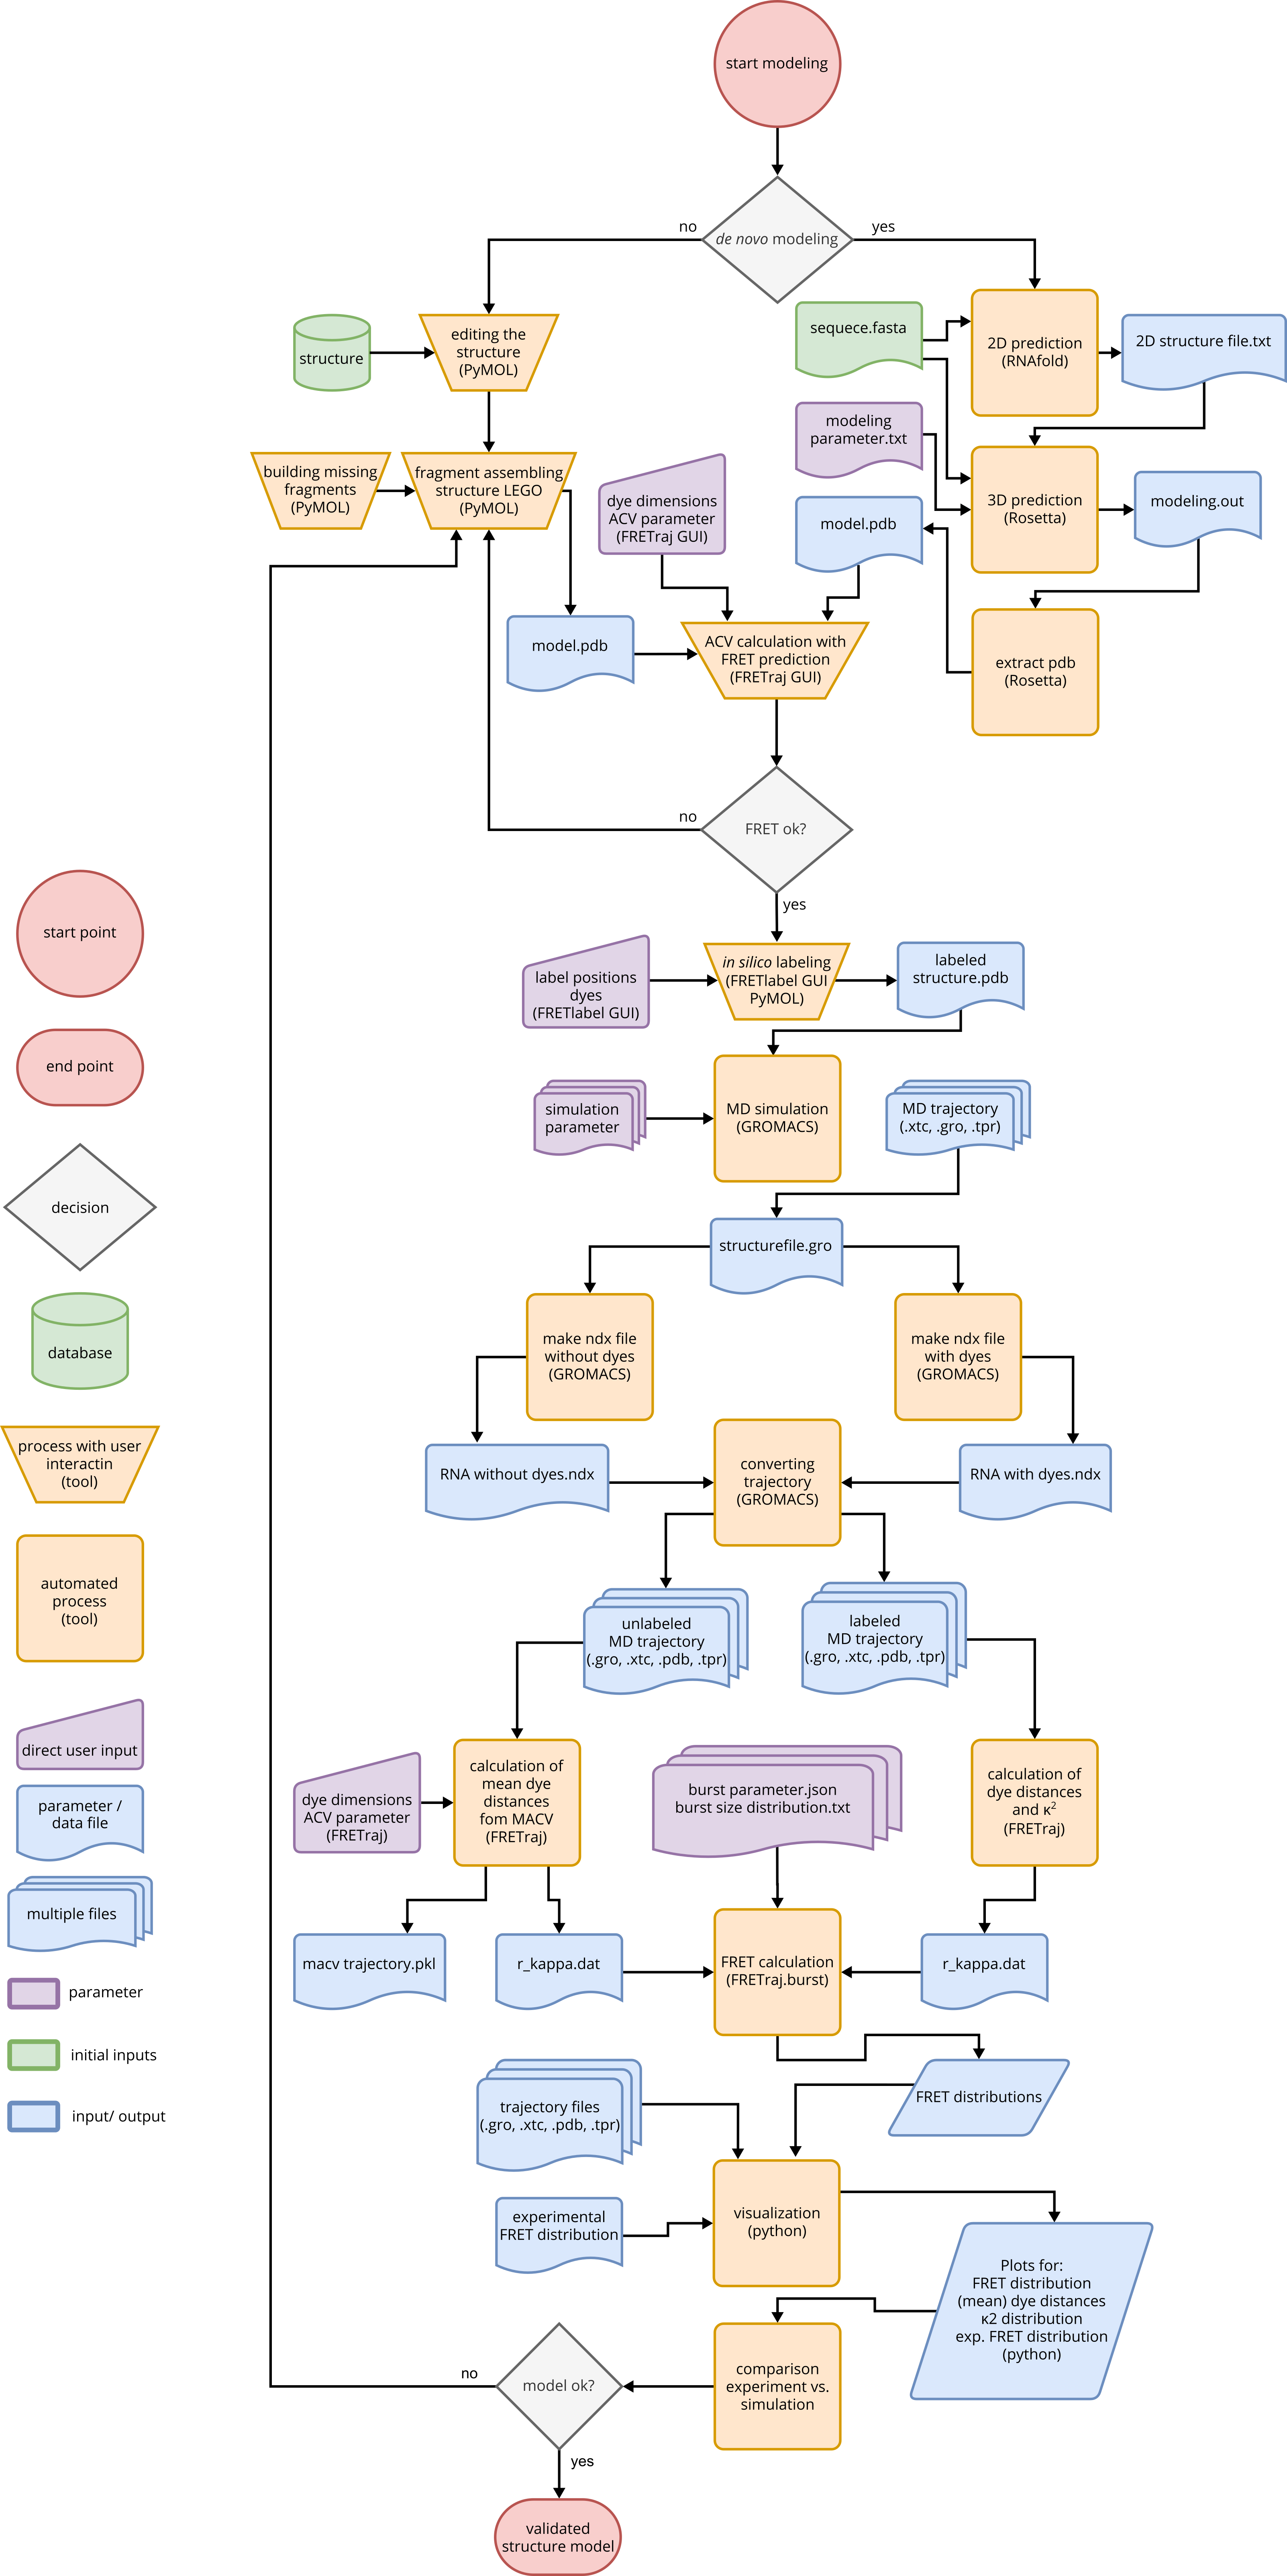 start modeling
de novo modeling
no
yes
structure
editing the
structure
(PyMOL)
sequece.fasta
2D prediction
(RNAfold)
2D structure file.txt
modeling
parameter.txt
building missing
fragments
(PyMOL)
fragment assembling
structure LEGO
(PyMOL)
dye dimensions
ACV parameter
(FRETraj GUI)
model.pdb
3D prediction
(Rosetta)
modeling.out
model.pdb
ACV calculation with
FRET prediction
(FRETraj GUI)
extract pdb
(Rosetta)
FRET ok?
no
yes
label positions
dyes
(FRETlabel GUI)
in silico labeling
(FRETlabel GUI
PyMOL)
labeled
structure.pdb
simulation
parameter
MD simulation
(GROMACS)
MD trajectory
(.xtc, .gro, .tpr)
structurefile.gro
make ndx file
without dyes
(GROMACS)
make ndx file
with dyes
(GROMACS)
RNA without dyes.ndx
converting
trajectory
(GROMACS)
RNA with dyes.ndx
unlabeled
MD trajectory
(.gro, .xtc, .pdb, .tpr)
labeled
MD trajectory
(.gro, .xtc, .pdb, .tpr)
dye dimensions
ACV parameter
(FRETraj)
calculation of
mean dye
distances
fom MACV
(FRETraj)
burst parameter.json
burst size distribution.txt
calculation of
dye distances
and κ²
(FRETraj)
macv trajectory.pkl
r_kappa.dat
FRET calculation
(FRETraj.burst)
r_kappa.dat
FRET distributions
trajectory files
(.gro, .xtc, .pdb, .tpr)
experimental
FRET distribution
visualization
(python)
Plots for:
FRET distribution
(mean) dye distances
κ2 distribution
exp. FRET distribution
(python)
comparison
experiment vs.
simulation
model ok?
no
yes
validated
structure model
start point
end point
decision
database
process with user
interactin
(tool)
automated
process
(tool)
direct user input
parameter /
data file
multiple files
parameter
initial inputs
input/ output